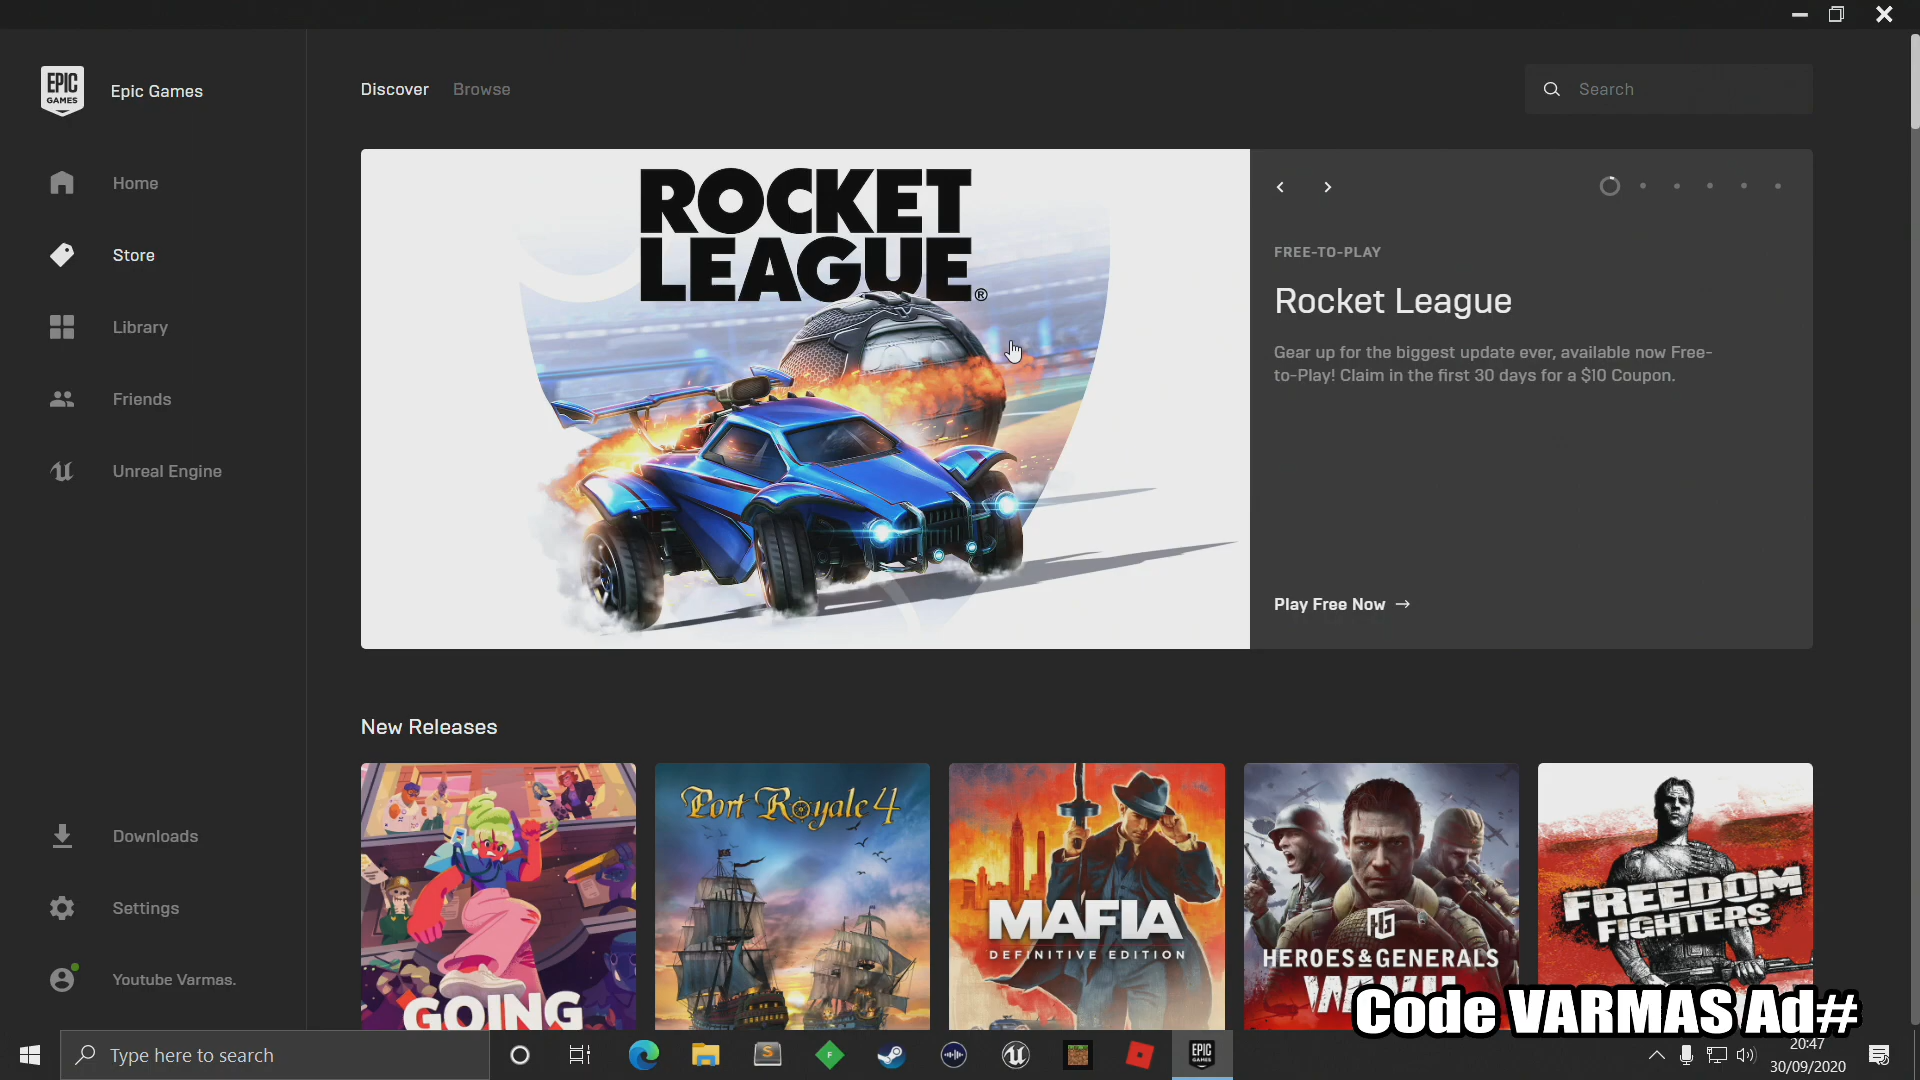 EPIC
GAMES
Epic Games
Discover
Browse
Search
Home
Store
Library
Friends
Unreal Engine
ROCKET
LEAGUE®
FREE-TO-PLAY
Rocket League
Gear up for the biggest update ever, available now Free-
to-Play! Claim in the first 30 days for a $10 Coupon.
Play Free Now →
New Releases
GOING
Port Royale 4
MAFIA
DEFINITIVE EDITION
HEROES & GENERALS
FREEDOM
FIGHTERS
Downloads
Settings
Youtube Varmas.
Code VARMAS Ad#
Type here to search
S
F
EPIC
GAMES
20:47
30/09/2020